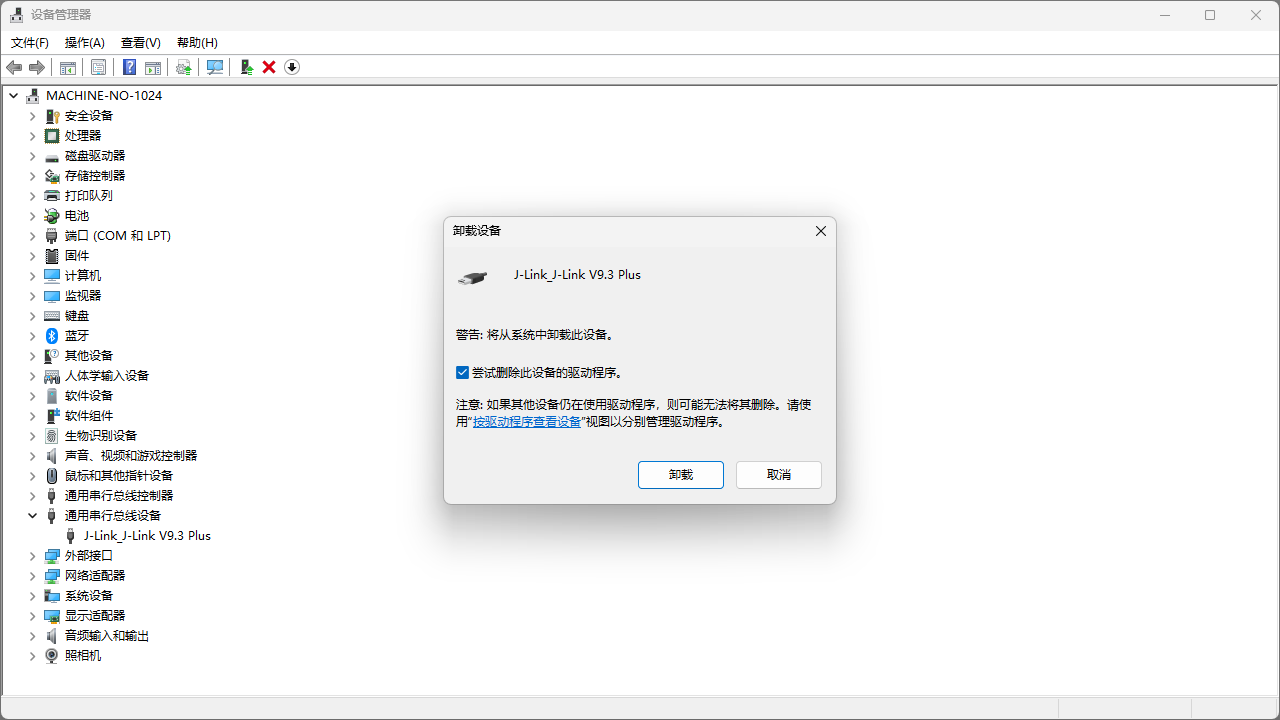 设备管理器
文件(F) 操作(A) 查看(V) 帮助(H)
MACHINE-NO-1024
安全设备
处理器
磁盘驱动器
存储控制器
打印队列
电池
端口 (COM 和 LPT)
固件
计算机
监视器
键盘
蓝牙
其他设备
人体学输入设备
软件设备
软件组件
生物识别设备
声音、视频和游戏控制器
鼠标和其他指针设备
通用串行总线控制器
通用串行总线设备
J-Link_J-Link V9.3 Plus
外部接口
网络适配器
系统设备
显示适配器
音频输入和输出
照相机
卸载设备
J-Link_J-Link V9.3 Plus
警告: 将从系统中卸载此设备。
尝试删除此设备的驱动程序。
注意: 如果其他设备仍在使用驱动程序，则可能无法将其删除。请使
用“按驱动程序查看设备”视图以分别管理驱动程序。
卸载 取消